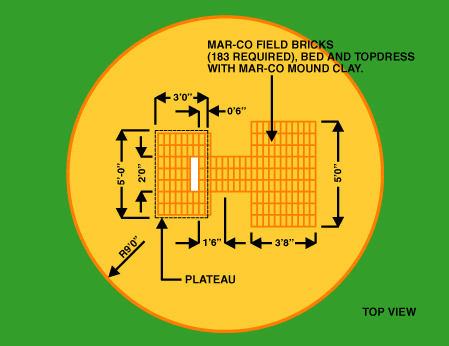 MAR-CO FIELD BRICKS
(183 REQUIRED), BED AND TOPDRESS
WITH MAR-CO MOUND CLAY.
3'0"
0'6"
5'-0"
2'0"
5'0"
1'6"
3'8"
R9'0"
PLATEAU
TOP VIEW